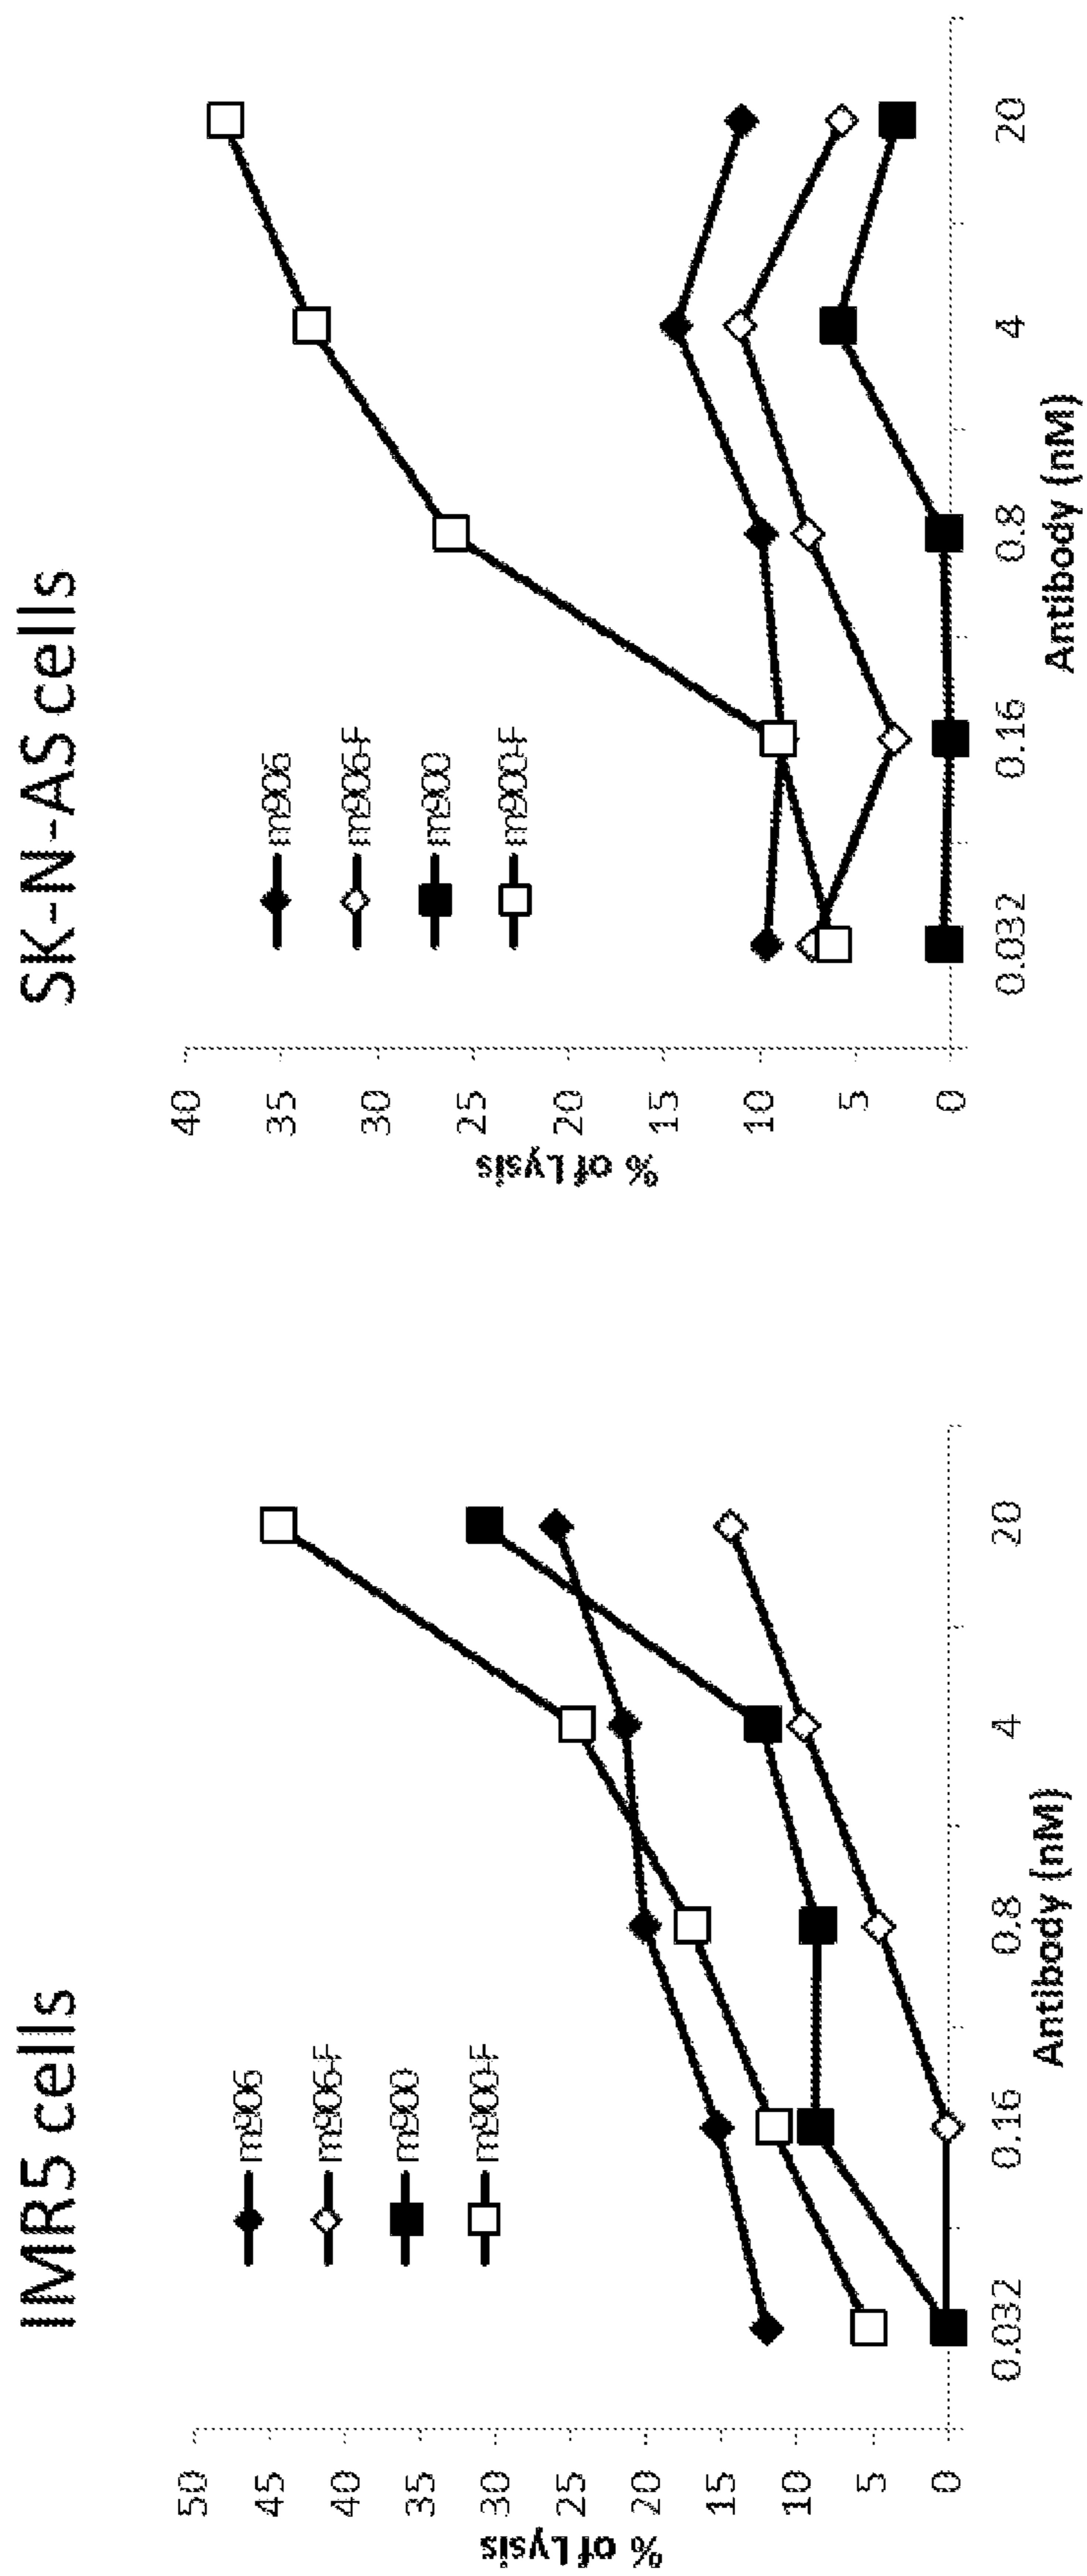 IMR5 cells
m906
m906-F
m900
m900-F
% of Lysis
50
45
40
35
30
25
20
15
10
5
0
0.032
0.16
0.8
4
20
Antibody (nM)
SK-N-AS cells
m906
m906-F
m900
m900-F
% of Lysis
40
35
30
25
20
15
10
5
0
0.032
0.16
0.8
4
20
Antibody (nM)